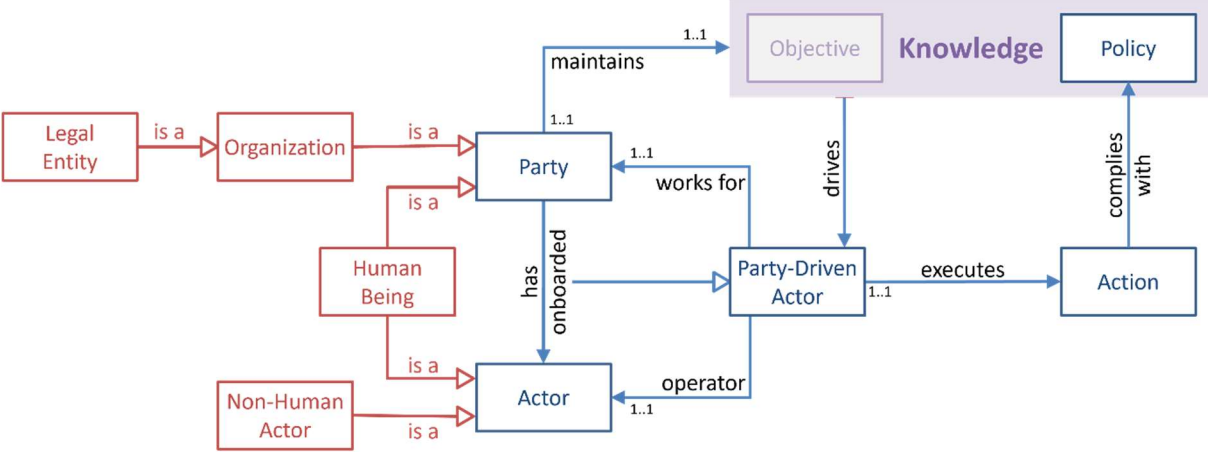 1..1
Objective
Knowledge
Policy
maintains
1..1
Legal
Entity
is a
Organization
is a
Party
1..1
works for
drives
complies
with
is a
Human
Being
has
onboarded
Party-Driven
Actor
1..1
executes
Action
is a
Actor
operator
1..1
Non-Human
Actor
is a